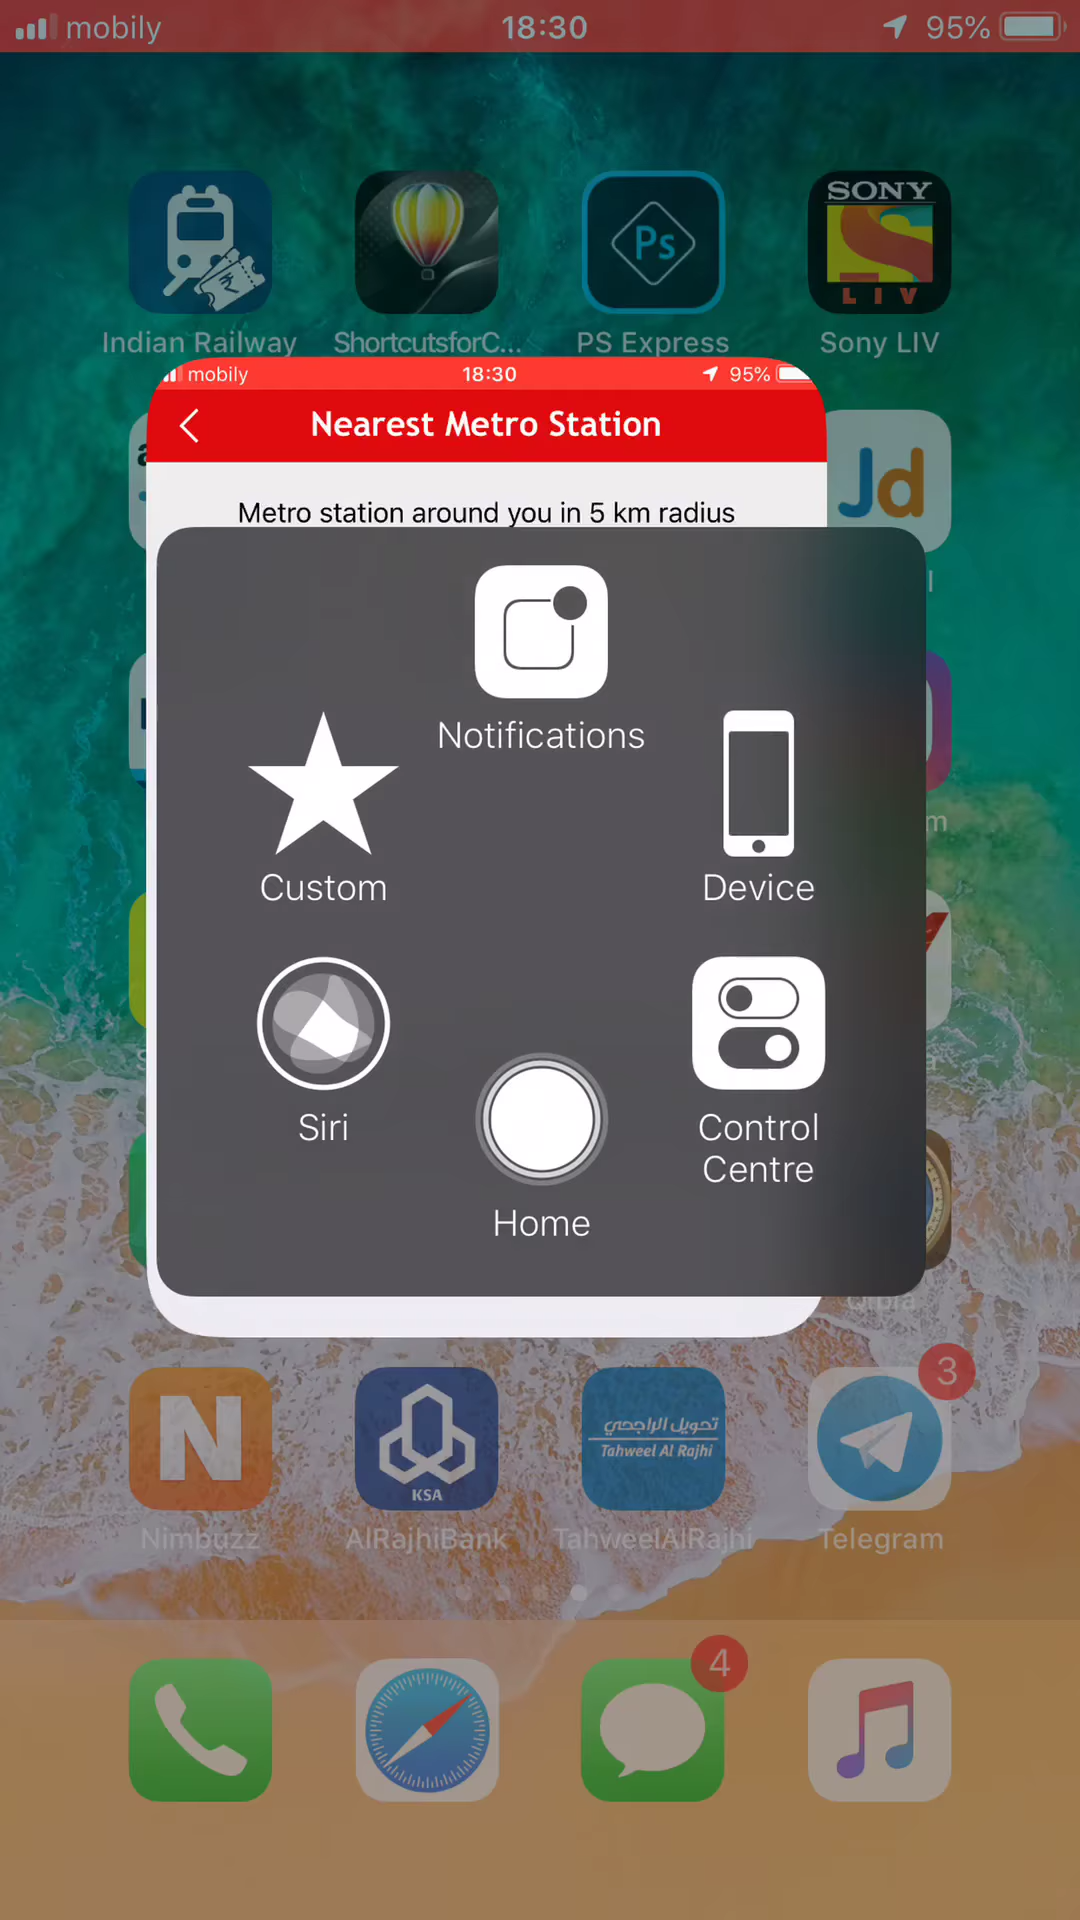 mobily 18:30 95%
SONY
Ps
LIV
Indian Railway ShortcutsforC... PS Express Sony LIV
mobily 18:30 95%
Nearest Metro Station
Metro station around you in 5 km radius
Jd
Notifications
Custom
Device
Siri
Control
Centre
Home
3
N
KSA
تحويل الراجحي
Tahweel Al Rajhi
Nimbuzz AlRajhiBank TahweelAlRajhi Telegram
4